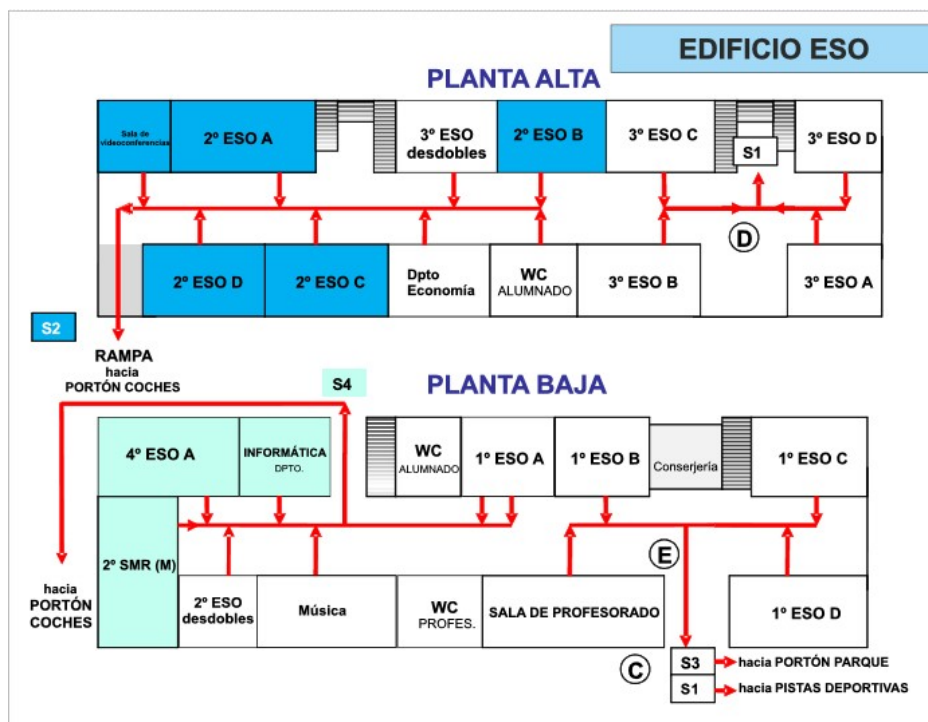 EDIFICIO ESO
PLANTA ALTA
Sala de
videoconferencias
2º ESO A
3º ESO
desdobles
2º ESO B
3º ESO C
S1
3º ESO D
D
2º ESO D
2º ESO C
Dpto
Economía
WC
ALUMNADO
3º ESO B
3º ESO A
S2
RAMPA
hacia
PORTÓN COCHES
S4
PLANTA BAJA
4º ESO A
INFORMÁTICA
DPTO.
WC
ALUMNADO
1º ESO A
1º ESO B
Conserjería
1º ESO C
2º SMR (M)
E
hacia
PORTÓN
COCHES
2º ESO
desdobles
Música
WC
PROFES.
SALA DE PROFESORADO
1º ESO D
C
S3
hacia PORTÓN PARQUE
S1
hacia PISTAS DEPORTIVAS